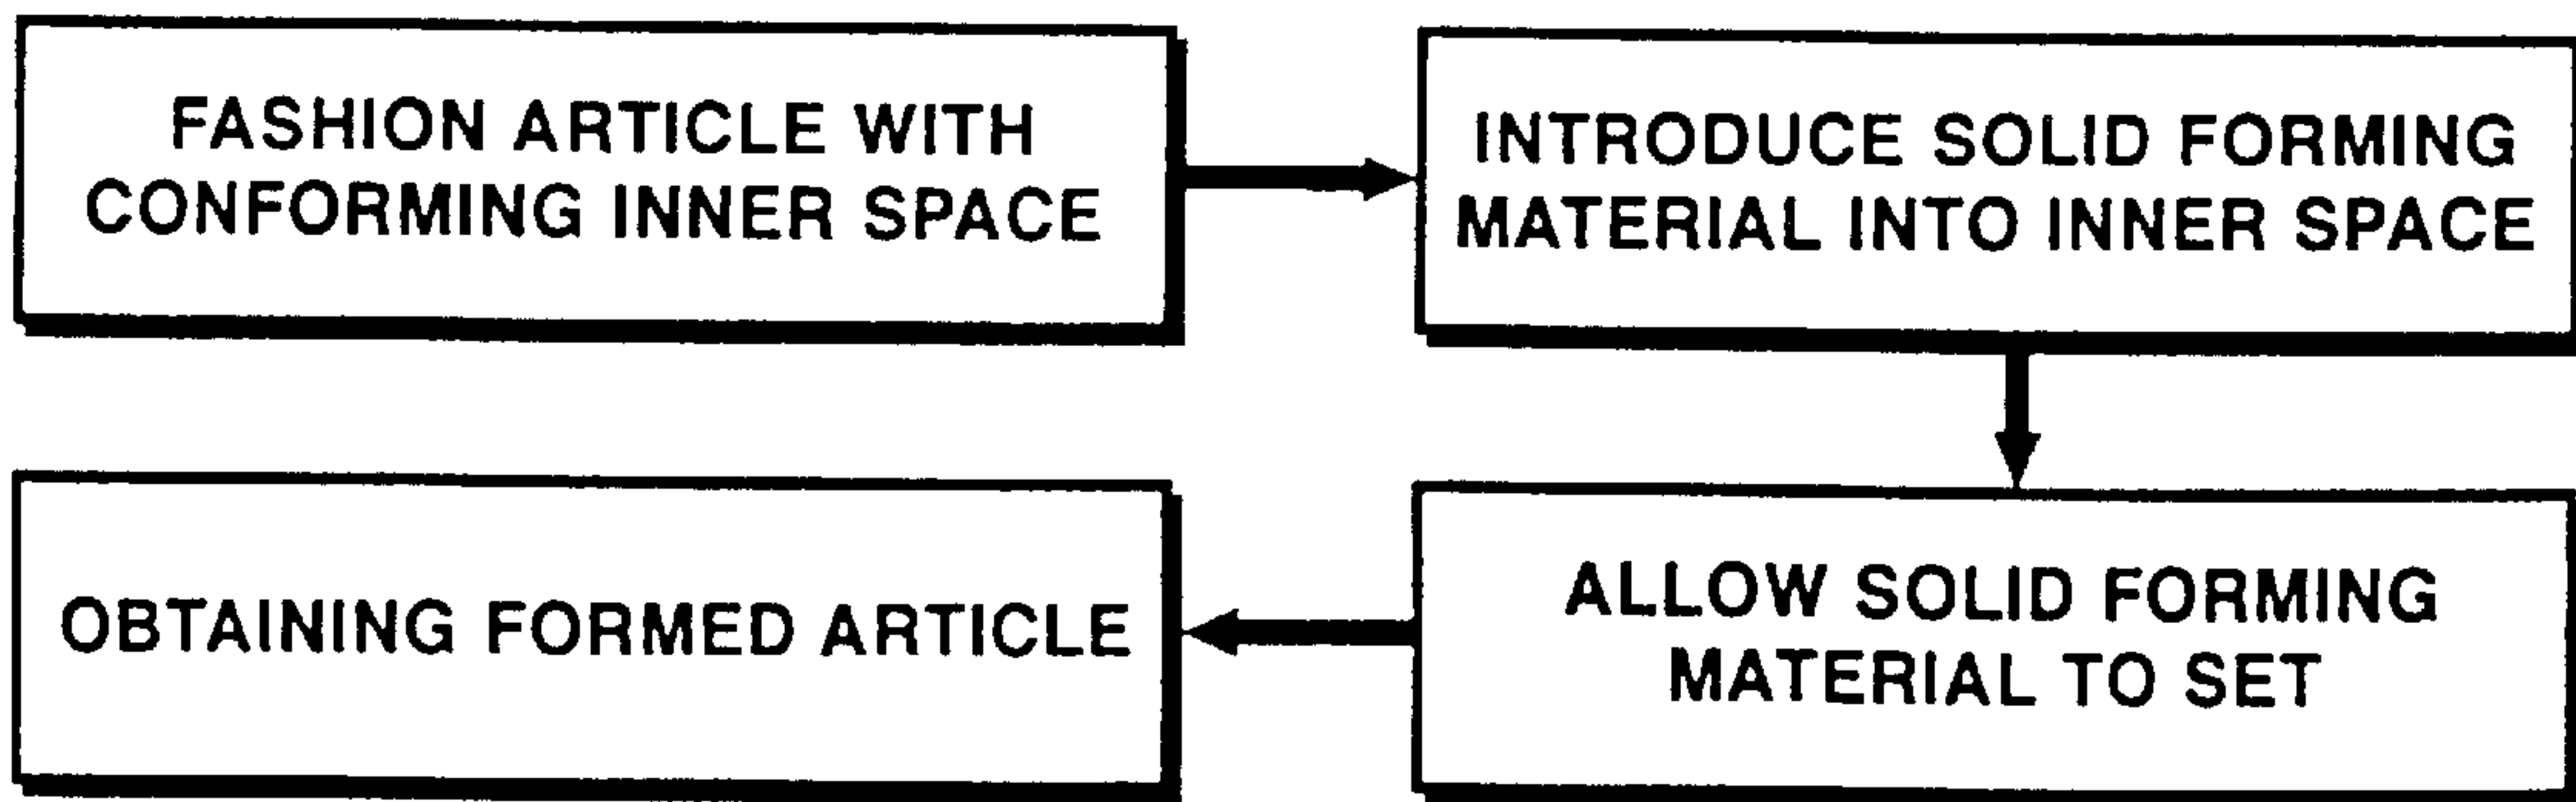 FASHION ARTICLE WITH
CONFORMING INNER SPACE
INTRODUCE SOLID FORMING
MATERIAL INTO INNER SPACE
ALLOW SOLID FORMING
MATERIAL TO SET
OBTAINING FORMED ARTICLE